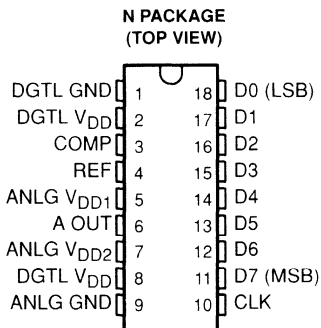 N PACKAGE
(TOP VIEW)
DGTL GND 1 18 D0 (LSB)
DGTL VDD 2 17 D1
COMP 3 16 D2
REF 4 15 D3
ANLG VDD1 5 14 D4
A OUT 6 13 D5
ANLG VDD2 7 12 D6
DGTL VDD 8 11 D7 (MSB)
ANLG GND 9 10 CLK